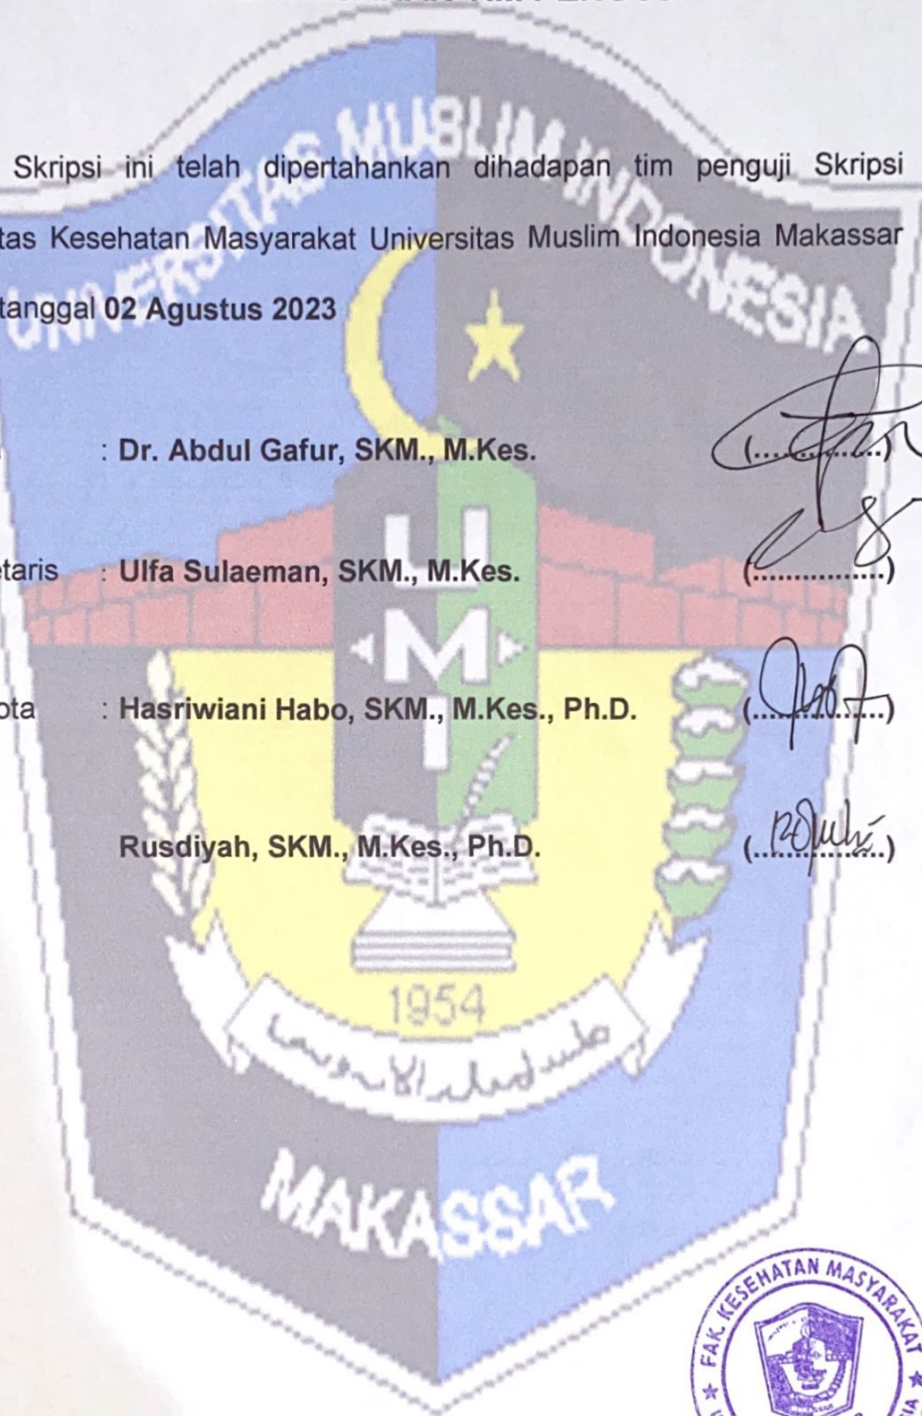 Skripsi ini telah dipertahankan dihadapan tim penguji Skripsi
tas Kesehatan Masyarakat Universitas Muslim Indonesia Makassar
tanggal 02 Agustus 2023
: Dr. Abdul Gafur, SKM., M.Kes. (................)
etaris : Ulfa Sulaeman, SKM., M.Kes. (................)
ota : Hasriwiani Habo, SKM., M.Kes., Ph.D. (................)
Rusdiyah, SKM., M.Kes., Ph.D. (................)
UNIVERSITAS MUSLIM INDONESIA
UMI
1954
MAKASSAR
FAK. KESEHATAN MASYARAKAT